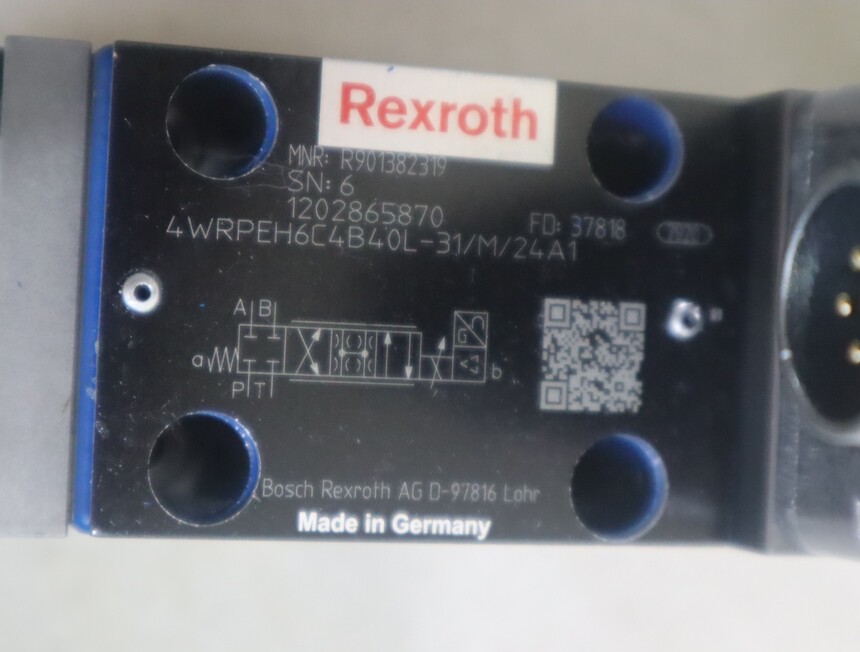 Rexroth
MNR: R901382319
SN: 6
1202865870
FD: 37818
4WRPEH6C4B40L-31/M/24A1
A B
a
b
P T
Bosch Rexroth AG D-97816 Lohr
Made in Germany